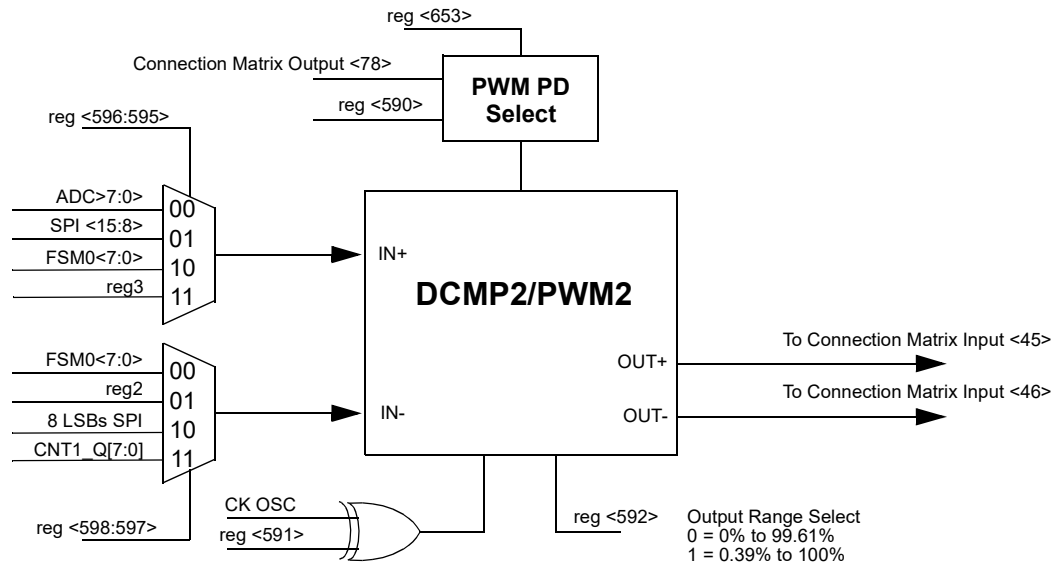 reg <653>
Connection Matrix Output <78>
PWM PD
Select
reg <590>
reg <596:595>
ADC>7:0>
00
SPI <15:8>
01
FSM0<7:0>
10
reg3
11
IN+
DCMP2/PWM2
FSM0<7:0>
00
reg2
01
8 LSBs SPI
10
CNT1_Q[7:0]
11
IN-
OUT+
To Connection Matrix Input <45>
OUT-
To Connection Matrix Input <46>
reg <598:597>
CK OSC
reg <591>
reg <592>
Output Range Select
0 = 0% to 99.61%
1 = 0.39% to 100%